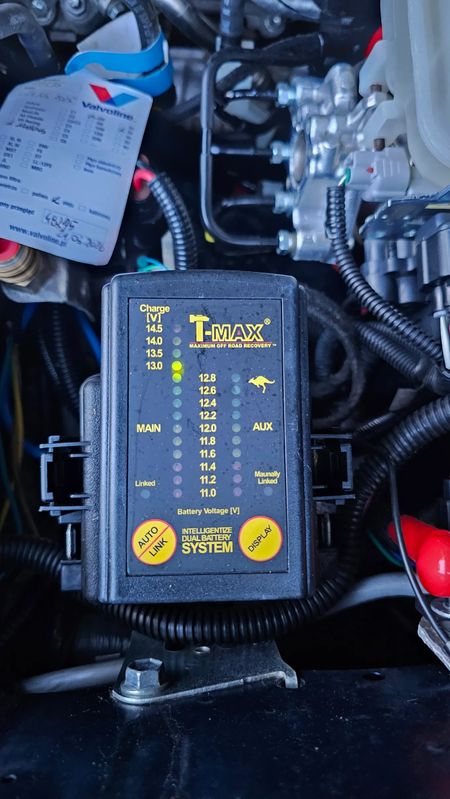 Valvoline
www.valvoline.pl
Charge
[V]
14.5
14.0
13.5
13.0
T-MAX®
MAXIMUM OFF ROAD RECOVERY™
12.8
12.6
12.4
12.2
MAIN 12.0 AUX
11.8
11.6
11.4
11.2
11.0
Linked
Maunally
Linked
Battery Voltage [V]
AUTO
LINK
INTELLIGENTIZE
DUAL BATTERY
SYSTEM
DISPLAY